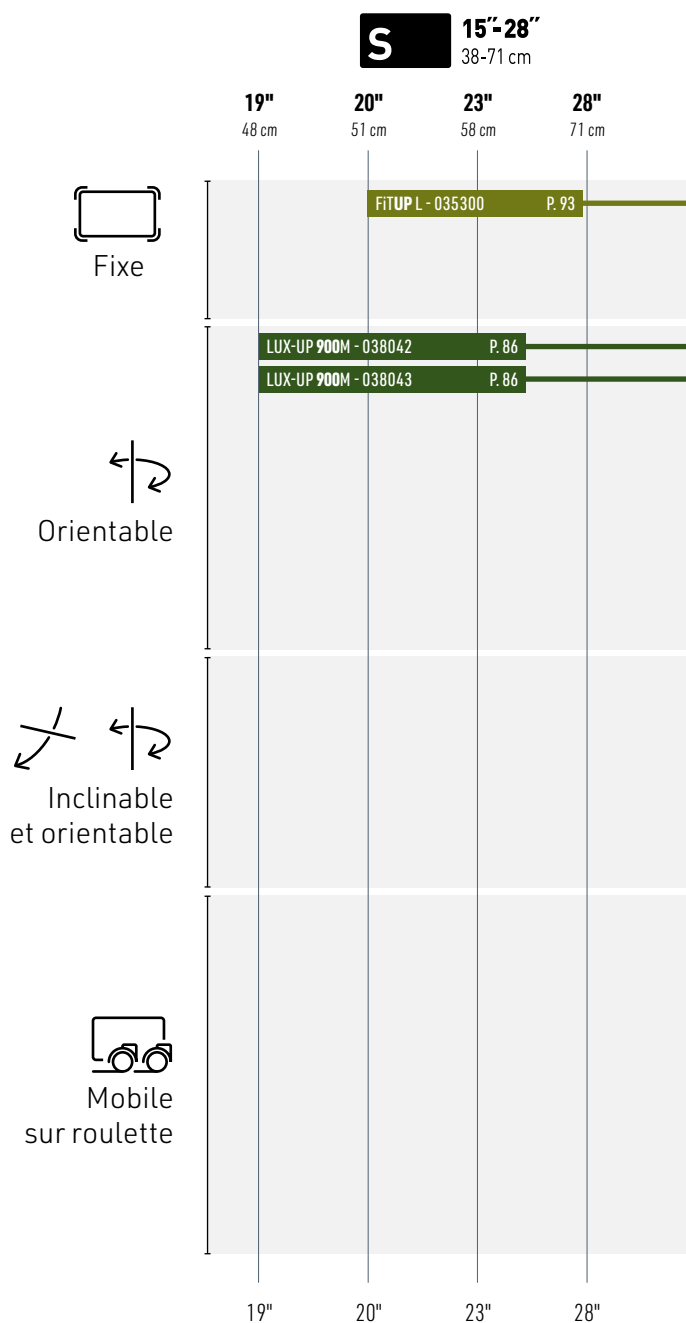 S
15″-28″
38-71 cm
19" 20" 23" 28"
48 cm 51 cm 58 cm 71 cm
Fixe
FiTUP L - 035300 P. 93
LUX-UP 900M - 038042 P. 86
LUX-UP 900M - 038043 P. 86
Orientable
Inclinable
et orientable
Mobile
sur roulette
19" 20" 23" 28"